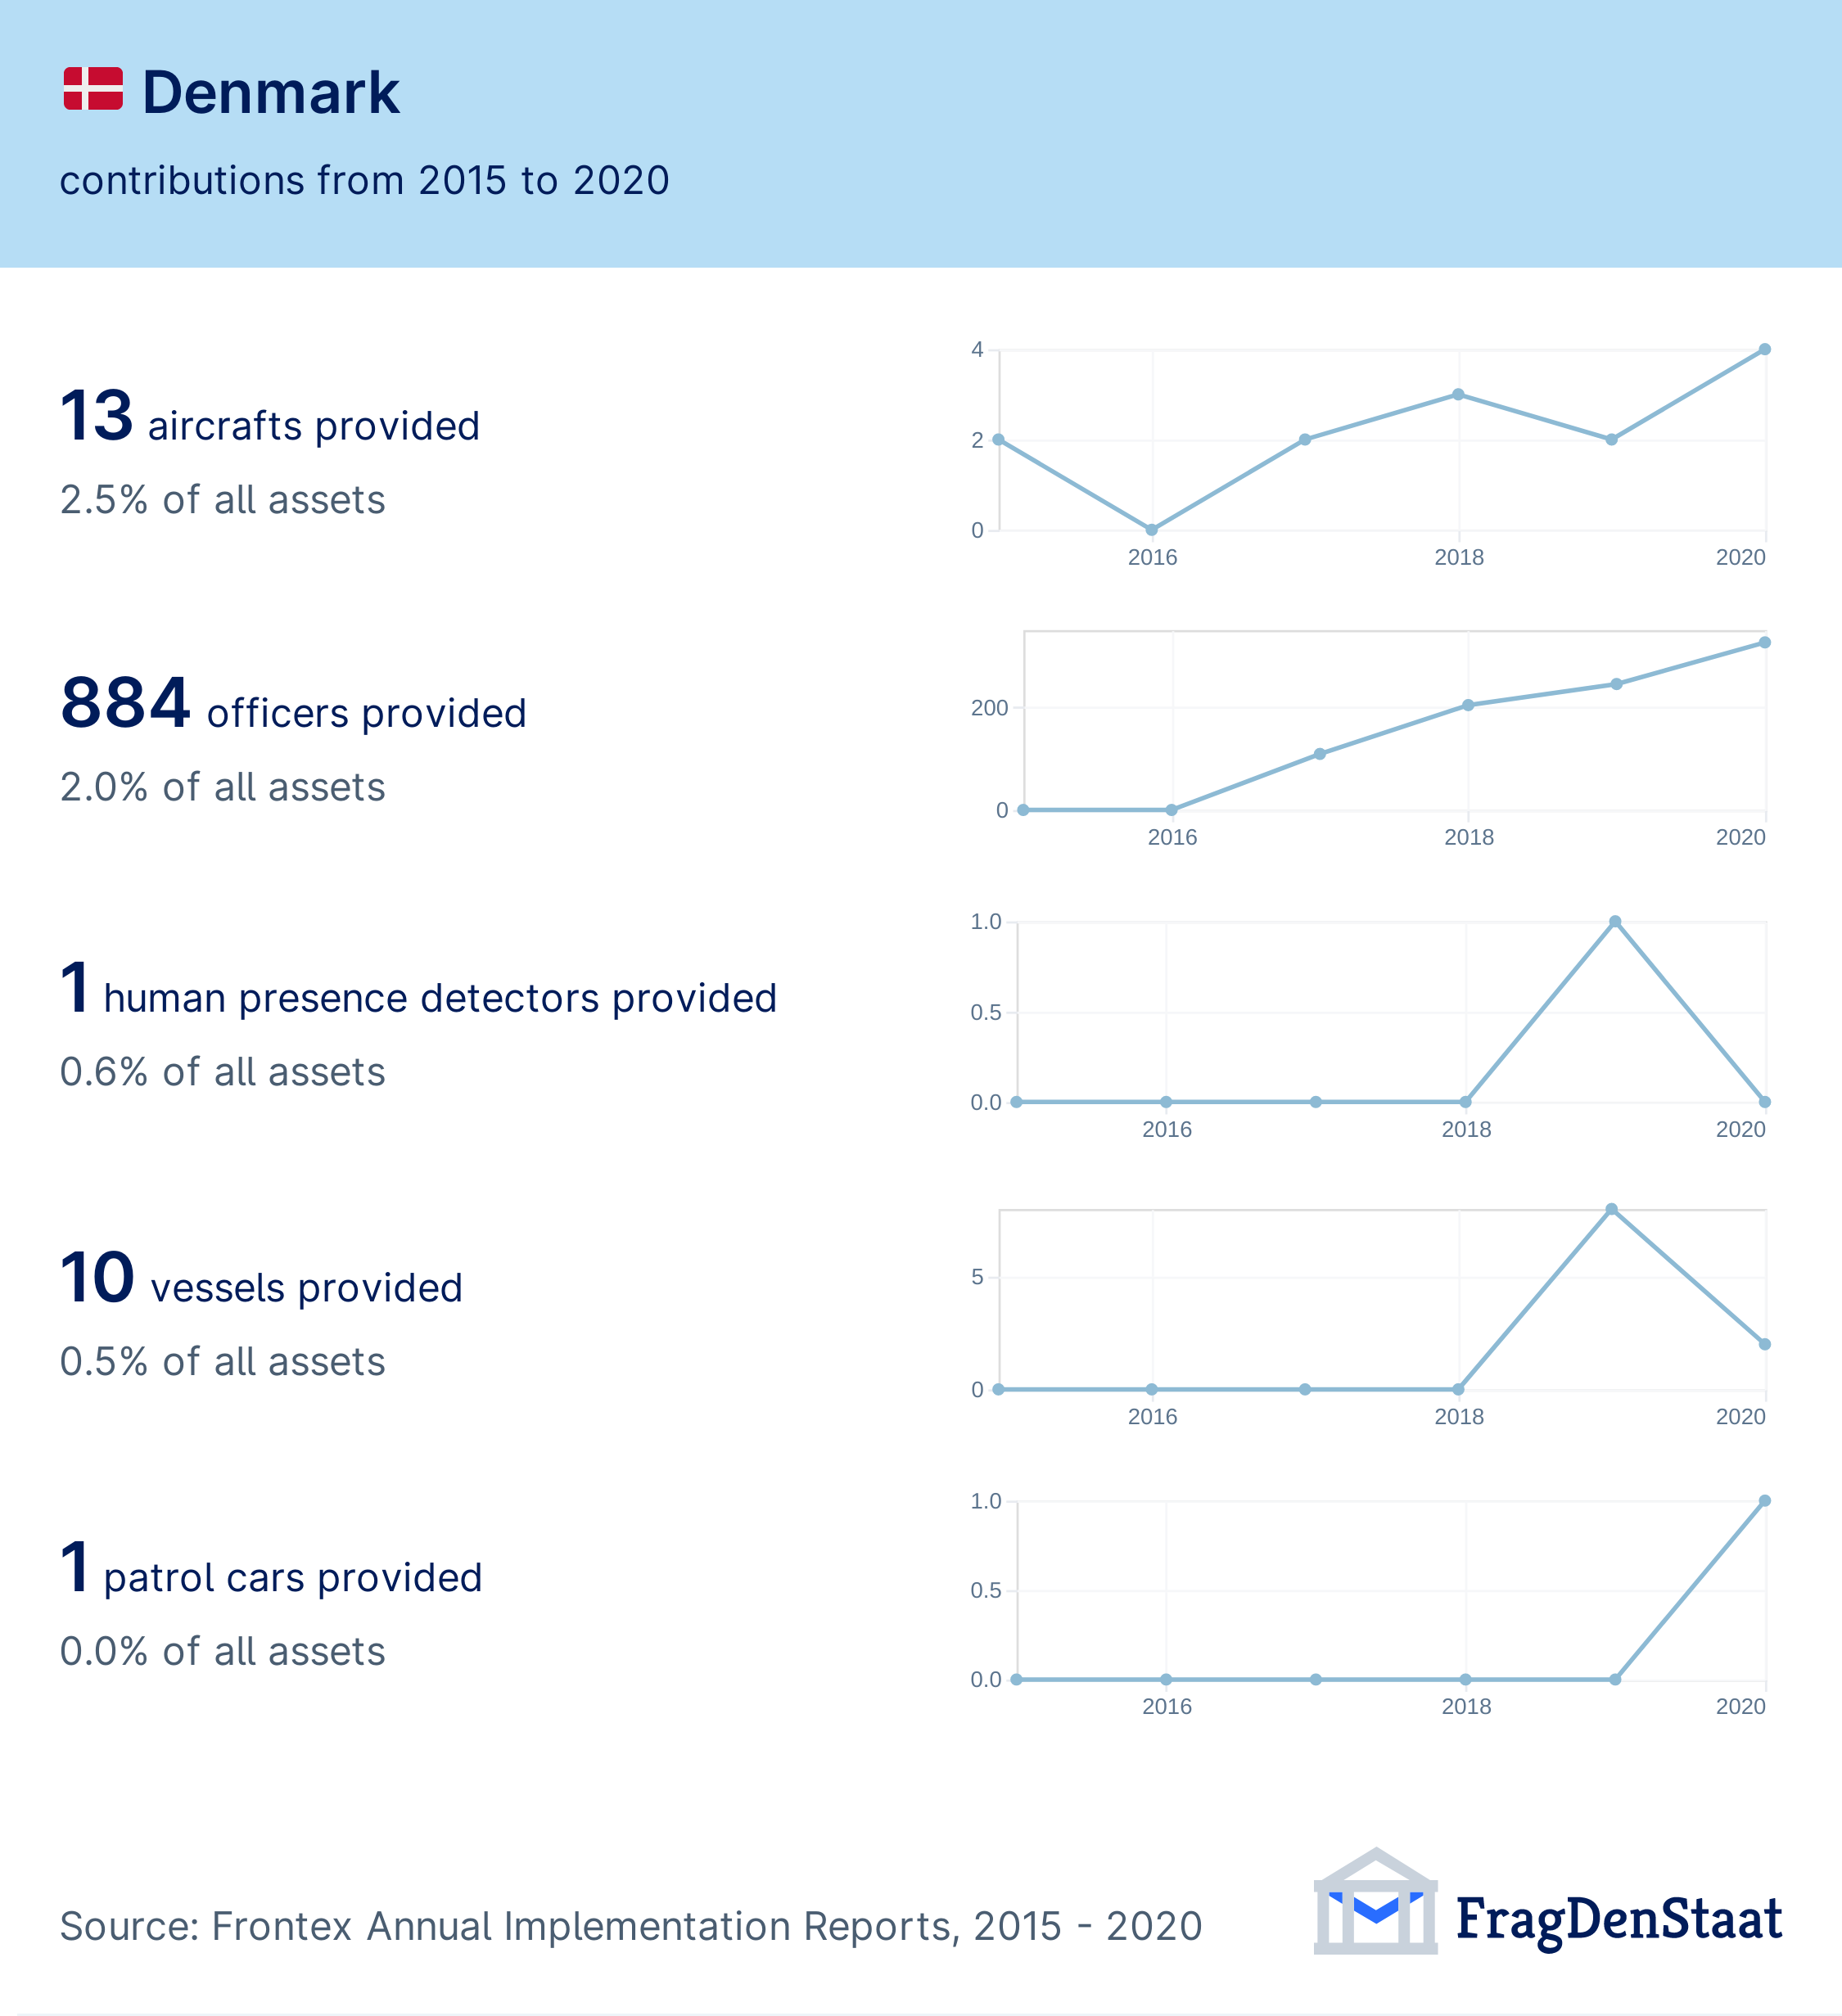 Denmark
contributions from 2015 to 2020
13 aircrafts provided
2.5% of all assets
4
2
0
2016 2018 2020
884 officers provided
2.0% of all assets
200
0
2016 2018 2020
1 human presence detectors provided
0.6% of all assets
1.0
0.5
0.0
2016 2018 2020
10 vessels provided
0.5% of all assets
5
0
2016 2018 2020
1 patrol cars provided
0.0% of all assets
1.0
0.5
0.0
2016 2018 2020
Source: Frontex Annual Implementation Reports, 2015 - 2020
FragDenStaat